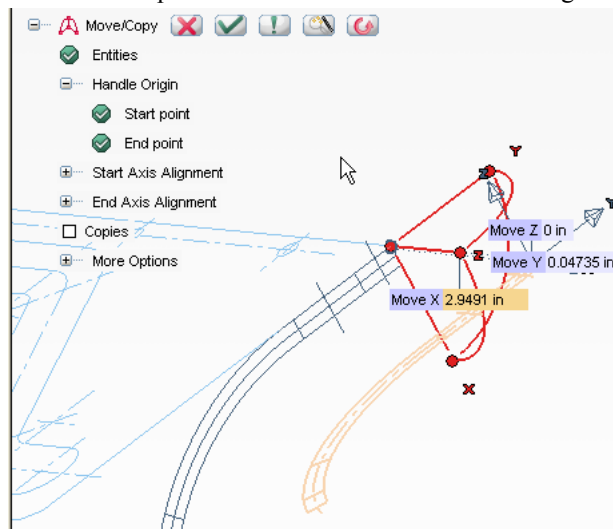 Move/Copy
Entities
Handle Origin
Start point
End point
Start Axis Alignment
End Axis Alignment
Copies
More Options
Y
Z
Z
X
Move Z 0 in
Move Y 0.04735 in
Move X 2.9491 in